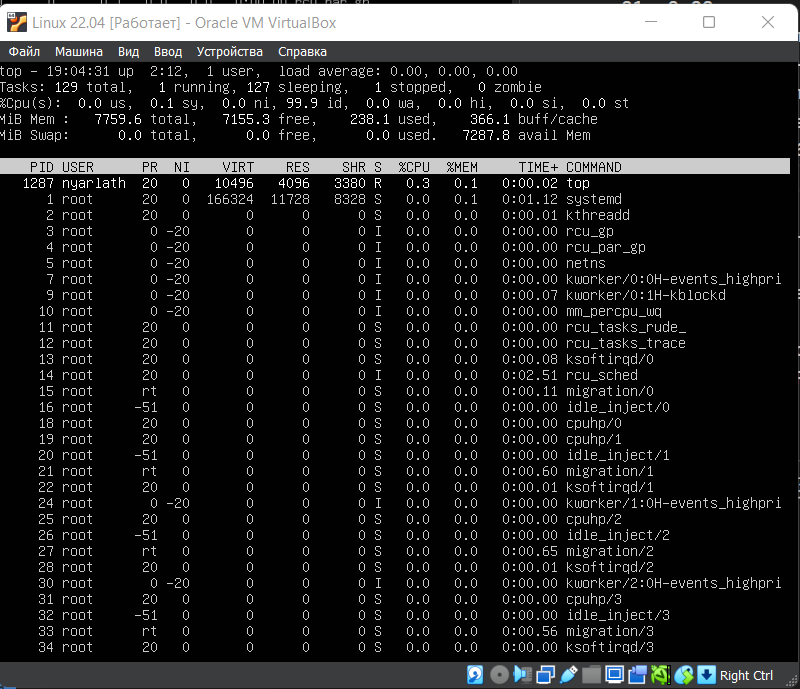 Linux 22.04 [Работает] - Oracle VM VirtualBox
Файл Машина Вид Ввод Устройства Справка
top - 19:04:31 up  2:12,  1 user,  load average: 0.00, 0.00, 0.00
Tasks: 129 total,   1 running, 127 sleeping,   1 stopped,   0 zombie
%Cpu(s):  0.0 us,  0.1 sy,  0.0 ni, 99.9 id,  0.0 wa,  0.0 hi,  0.0 si,  0.0 st
MiB Mem :   7759.6 total,   7155.3 free,    238.1 used,    366.1 buff/cache
MiB Swap:      0.0 total,      0.0 free,      0.0 used.   7287.8 avail Mem
PID USER      PR  NI    VIRT    RES    SHR S  %CPU  %MEM     TIME+ COMMAND
1287 nyarlath  20   0   10496   4096   3380 R   0.3   0.1   0:00.02 top
1 root      20   0  166324  11728   8328 S   0.0   0.1   0:01.12 systemd
2 root      20   0       0      0      0 S   0.0   0.0   0:00.01 kthreadd
3 root       0 -20       0      0      0 I   0.0   0.0   0:00.00 rcu_gp
4 root       0 -20       0      0      0 I   0.0   0.0   0:00.00 rcu_par_gp
5 root       0 -20       0      0      0 I   0.0   0.0   0:00.00 netns
7 root       0 -20       0      0      0 I   0.0   0.0   0:00.00 kworker/0:0H-events_highpri
9 root       0 -20       0      0      0 I   0.0   0.0   0:00.07 kworker/0:1H-kblockd
10 root       0 -20       0      0      0 I   0.0   0.0   0:00.00 mm_percpu_wq
11 root      20   0       0      0      0 S   0.0   0.0   0:00.00 rcu_tasks_rude_
12 root      20   0       0      0      0 S   0.0   0.0   0:00.00 rcu_tasks_trace
13 root      20   0       0      0      0 S   0.0   0.0   0:00.08 ksoftirqd/0
14 root      20   0       0      0      0 I   0.0   0.0   0:02.51 rcu_sched
15 root      rt   0       0      0      0 S   0.0   0.0   0:00.11 migration/0
16 root     -51   0       0      0      0 S   0.0   0.0   0:00.00 idle_inject/0
18 root      20   0       0      0      0 S   0.0   0.0   0:00.00 cpuhp/0
19 root      20   0       0      0      0 S   0.0   0.0   0:00.00 cpuhp/1
20 root     -51   0       0      0      0 S   0.0   0.0   0:00.00 idle_inject/1
21 root      rt   0       0      0      0 S   0.0   0.0   0:00.60 migration/1
22 root      20   0       0      0      0 S   0.0   0.0   0:00.01 ksoftirqd/1
24 root       0 -20       0      0      0 I   0.0   0.0   0:00.00 kworker/1:0H-events_highpri
25 root      20   0       0      0      0 S   0.0   0.0   0:00.00 cpuhp/2
26 root     -51   0       0      0      0 S   0.0   0.0   0:00.00 idle_inject/2
27 root      rt   0       0      0      0 S   0.0   0.0   0:00.65 migration/2
28 root      20   0       0      0      0 S   0.0   0.0   0:00.01 ksoftirqd/2
30 root       0 -20       0      0      0 I   0.0   0.0   0:00.00 kworker/2:0H-events_highpri
31 root      20   0       0      0      0 S   0.0   0.0   0:00.00 cpuhp/3
32 root     -51   0       0      0      0 S   0.0   0.0   0:00.00 idle_inject/3
33 root      rt   0       0      0      0 S   0.0   0.0   0:00.56 migration/3
34 root      20   0       0      0      0 S   0.0   0.0   0:00.00 ksoftirqd/3
Right Ctrl